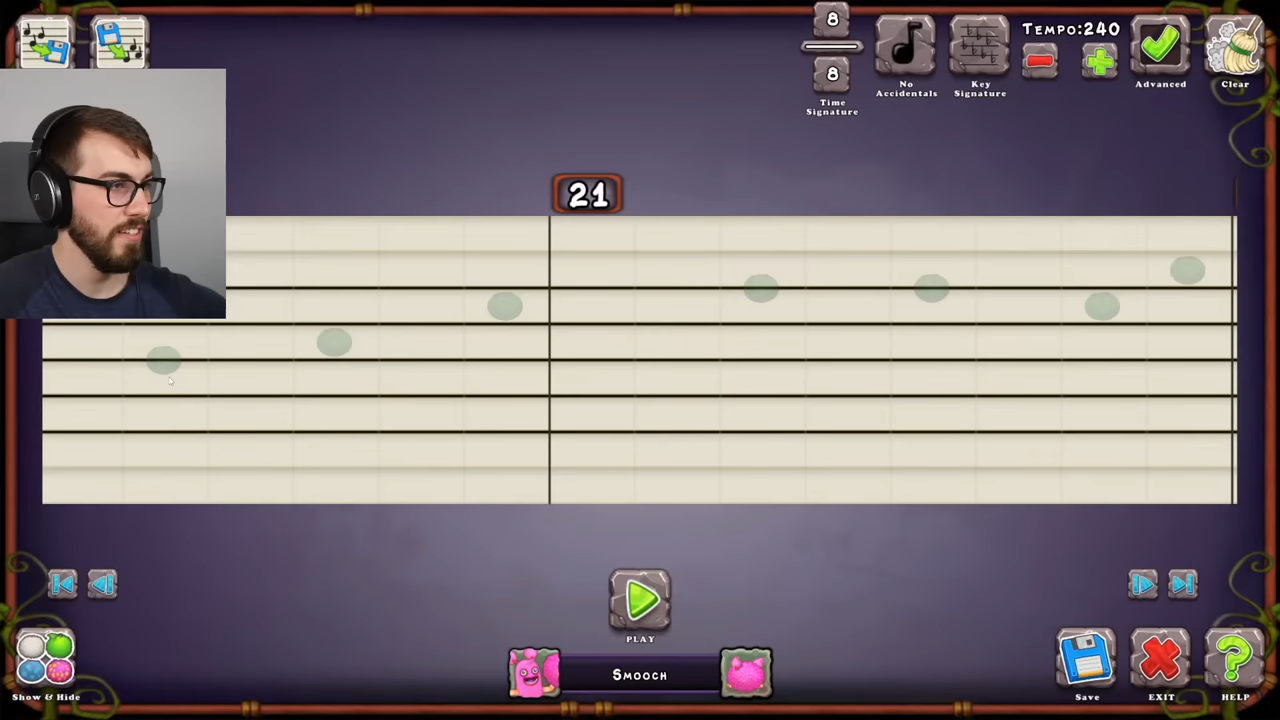 8
8
Time
Signature
No
Accidentals
Key
Signature
Tempo:240
Advanced
Clear
21
PLAY
Smooch
Show & Hide
Save
EXIT
HELP